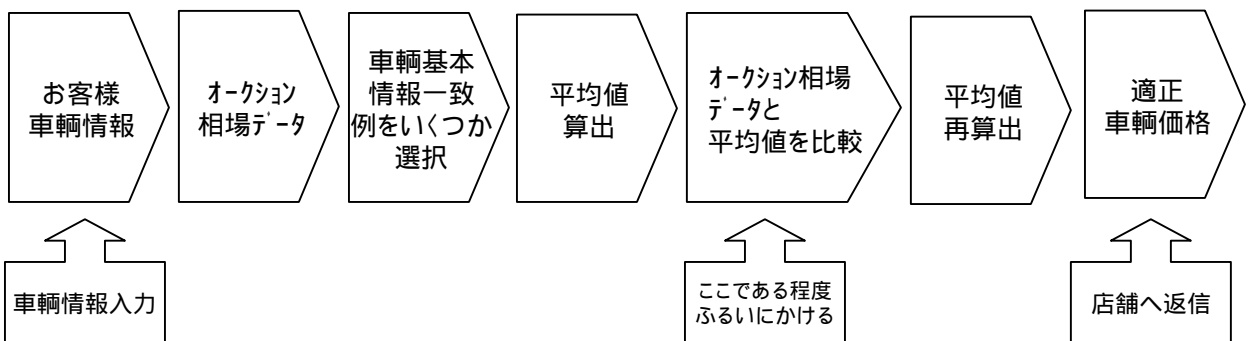 お客様
車輌情報
ｵｰｸｼｮﾝ
相場ﾃﾞｰﾀ
車輌基本
情報一致
例をいくつか
選択
平均値
算出
ｵｰｸｼｮﾝ相場
ﾃﾞｰﾀと
平均値を比較
平均値
再算出
適正
車輌価格
車輌情報入力
ここである程度
ふるいにかける
店舗へ返信